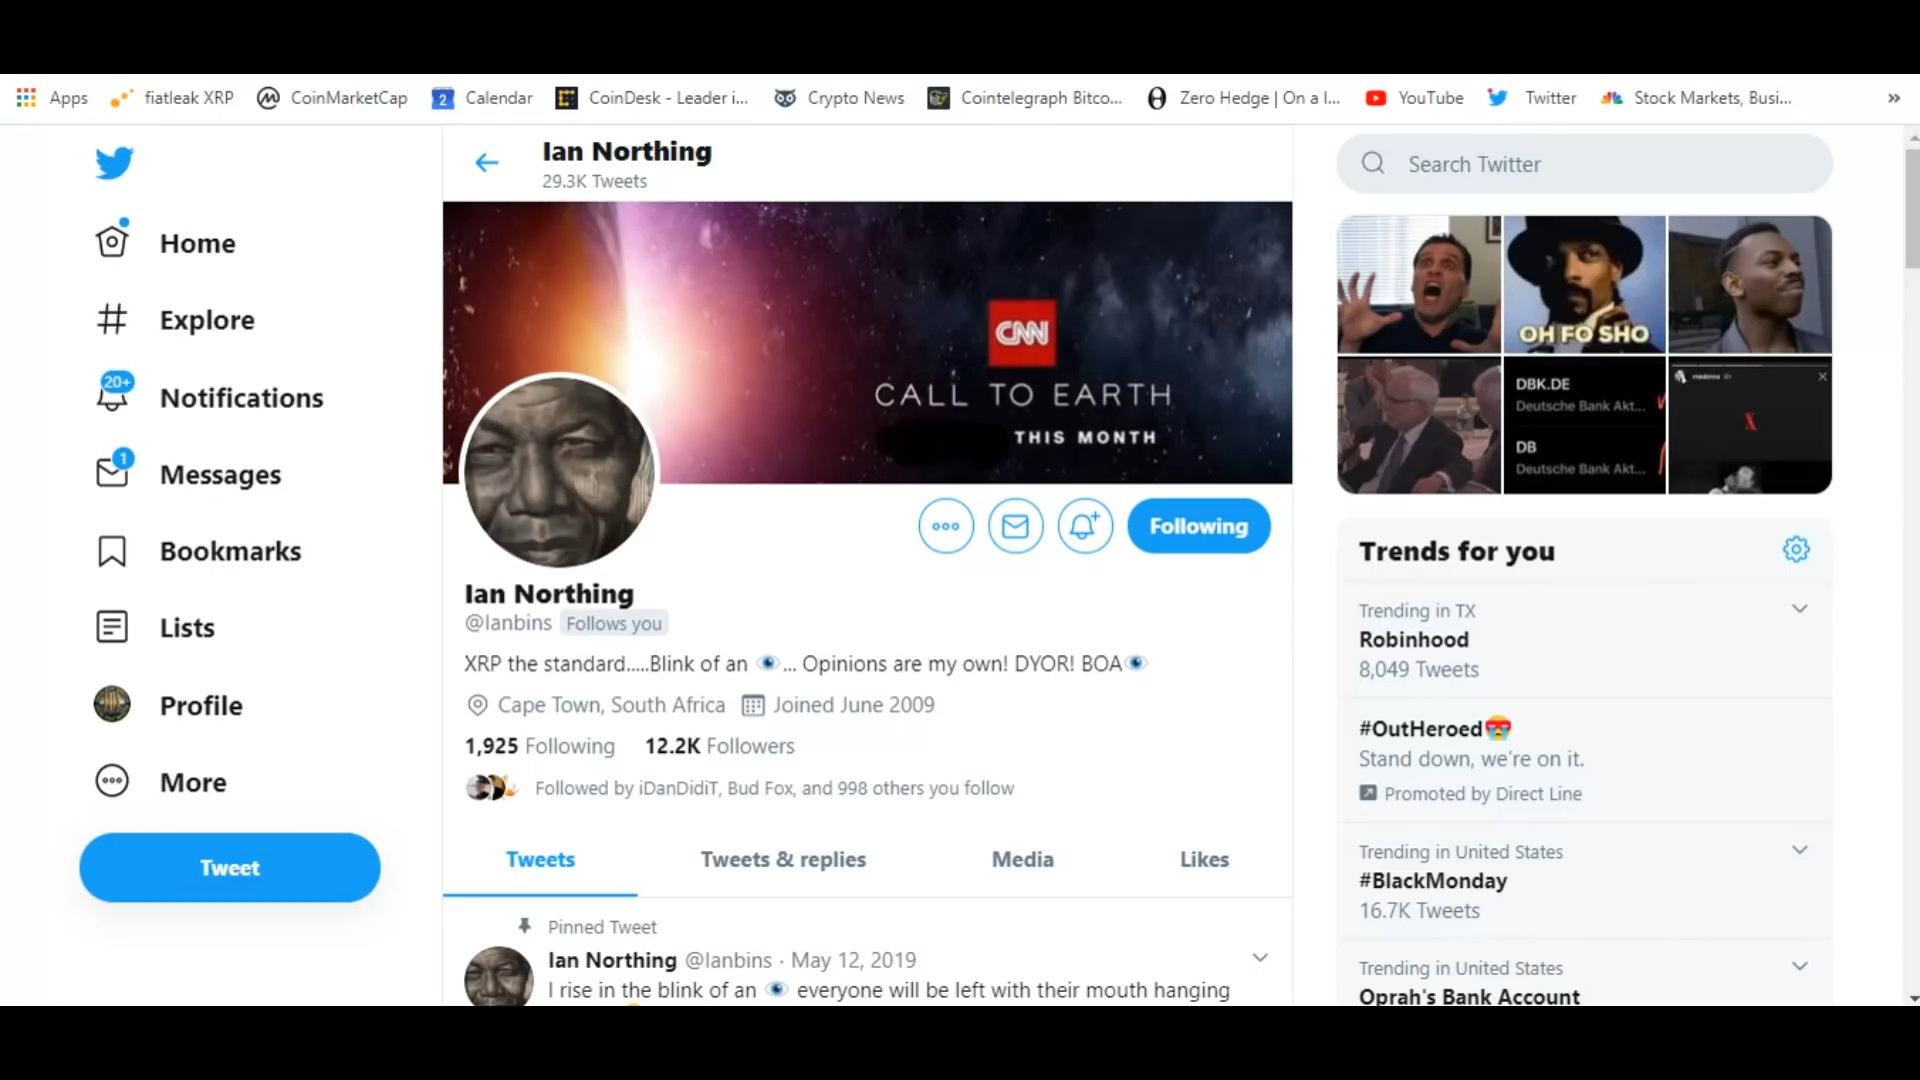 Apps
fiatleak XRP
CoinMarketCap
2
Calendar
CoinDesk - Leader i...
Crypto News
Cointelegraph Bitco...
Zero Hedge | On a I...
YouTube
Twitter
Stock Markets, Busi...
»
Ian Northing
29.3K Tweets
Search Twitter
Home
Explore
20+
Notifications
1
Messages
Bookmarks
Lists
Profile
More
Tweet
CNN
CALL TO EARTH
THIS MONTH
Following
Ian Northing
@Ianbins Follows you
XRP the standard.....Blink of an 👁... Opinions are my own! DYOR! BOA👁
Cape Town, South Africa Joined June 2009
1,925 Following 12.2K Followers
Followed by iDanDidiT, Bud Fox, and 998 others you follow
Tweets Tweets & replies Media Likes
Pinned Tweet
Ian Northing @Ianbins · May 12, 2019
I rise in the blink of an 👁 everyone will be left with their mouth hanging
OH FO SHO
DBK.DE
Deutsche Bank Akt...
DB
Deutsche Bank Akt...
X
Trends for you
Trending in TX
Robinhood
8,049 Tweets
#OutHeroed😭
Stand down, we're on it.
Promoted by Direct Line
Trending in United States
#BlackMonday
16.7K Tweets
Trending in United States
Oprah's Bank Account